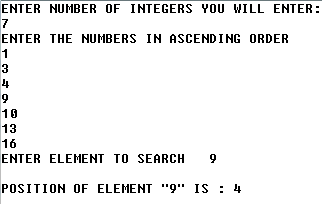 ENTER NUMBER OF INTEGERS YOU WILL ENTER:
7
ENTER THE NUMBERS IN ASCENDING ORDER
1
3
4
9
10
13
16
ENTER ELEMENT TO SEARCH   9
POSITION OF ELEMENT "9" IS : 4